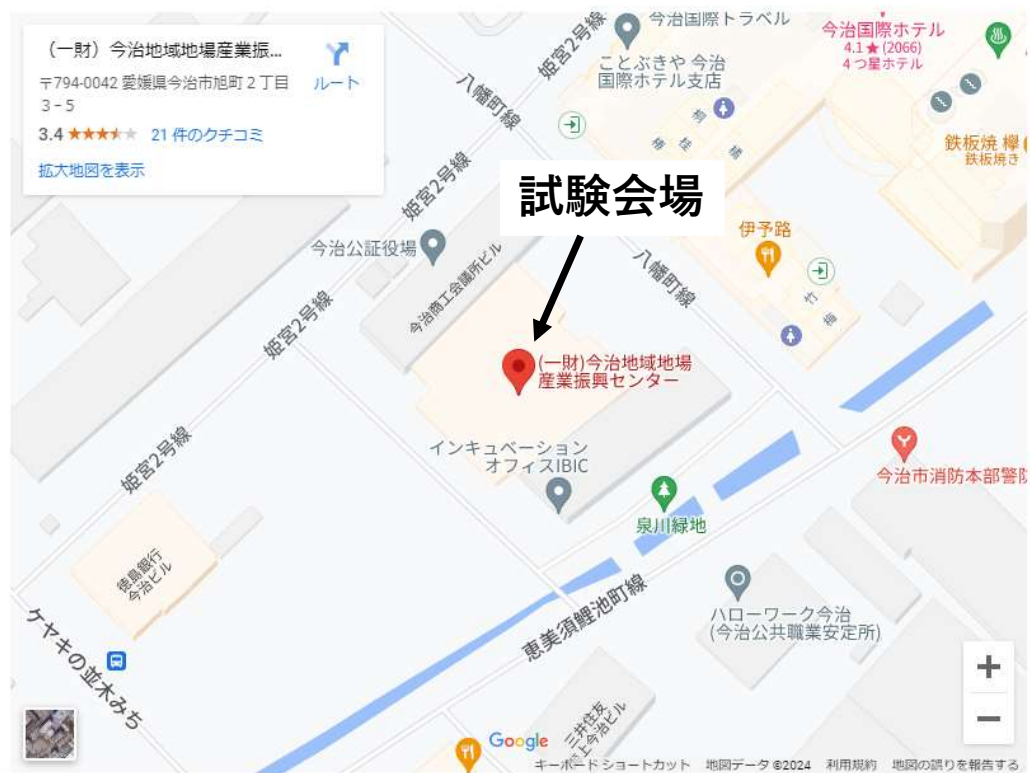 （一財）今治地域地場産業振...
〒794-0042 愛媛県今治市旭町２丁目
３−５
ルート
3.4 ★★★★★ 21 件のクチコミ
拡大地図を表示
姫宮2号線
今治国際トラベル
ことぶきや 今治
国際ホテル支店
今治国際ホテル
4.1★(2066)
4 つ星ホテル
八幡町線
桐
椿
桂
橘
鉄板焼 欅
鉄板焼き
姫宮2号線
試験会場
伊予路
今治公証役場
今治商工会議所ビル
八幡町線
竹
梅
姫宮2号線
(一財)今治地域地場
産業振興センター
インキュベーション
オフィスIBIC
今治市消防本部警防
姫宮2号線
泉川緑地
徳島銀行
今治ビル
ハローワーク今治
(今治公共職業安定所)
恵美須鯉池町線
ケヤキの並木みち
三井住友
上今治ビル
Google
キーボード ショートカット
地図データ ©2024
利用規約
地図の誤りを報告する